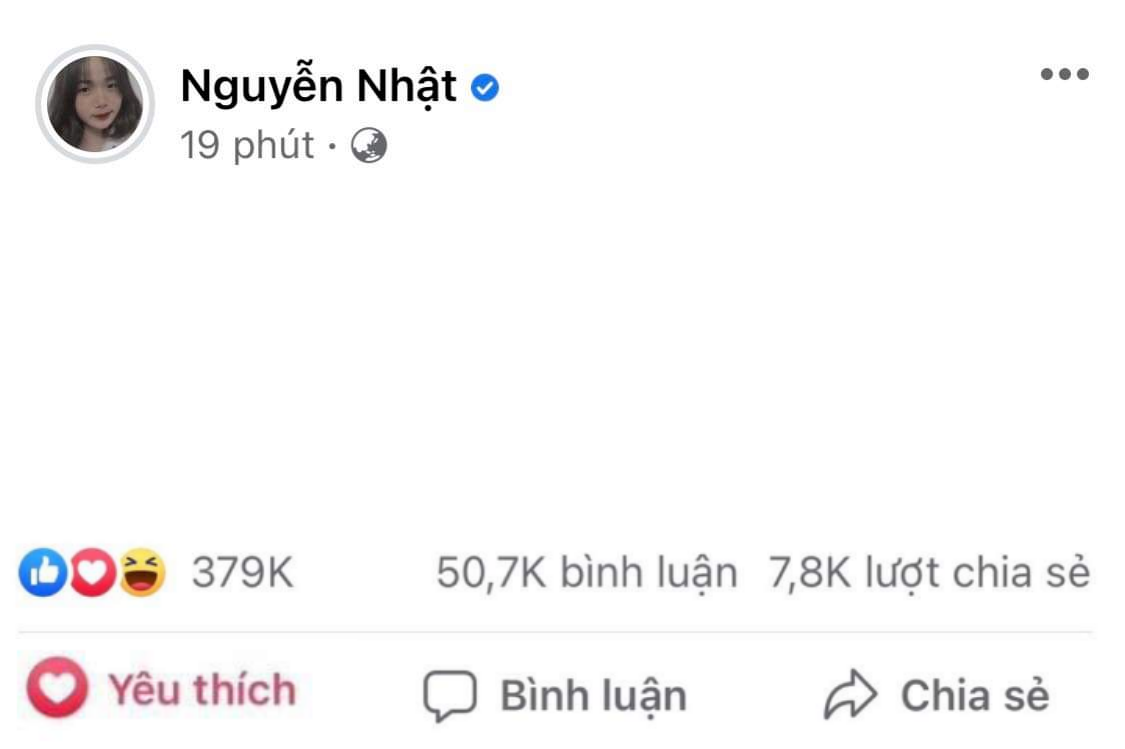 Nguyễn Nhật
19 phút ·
379K 50,7K bình luận 7,8K lượt chia sẻ
Yêu thích Bình luận Chia sẻ